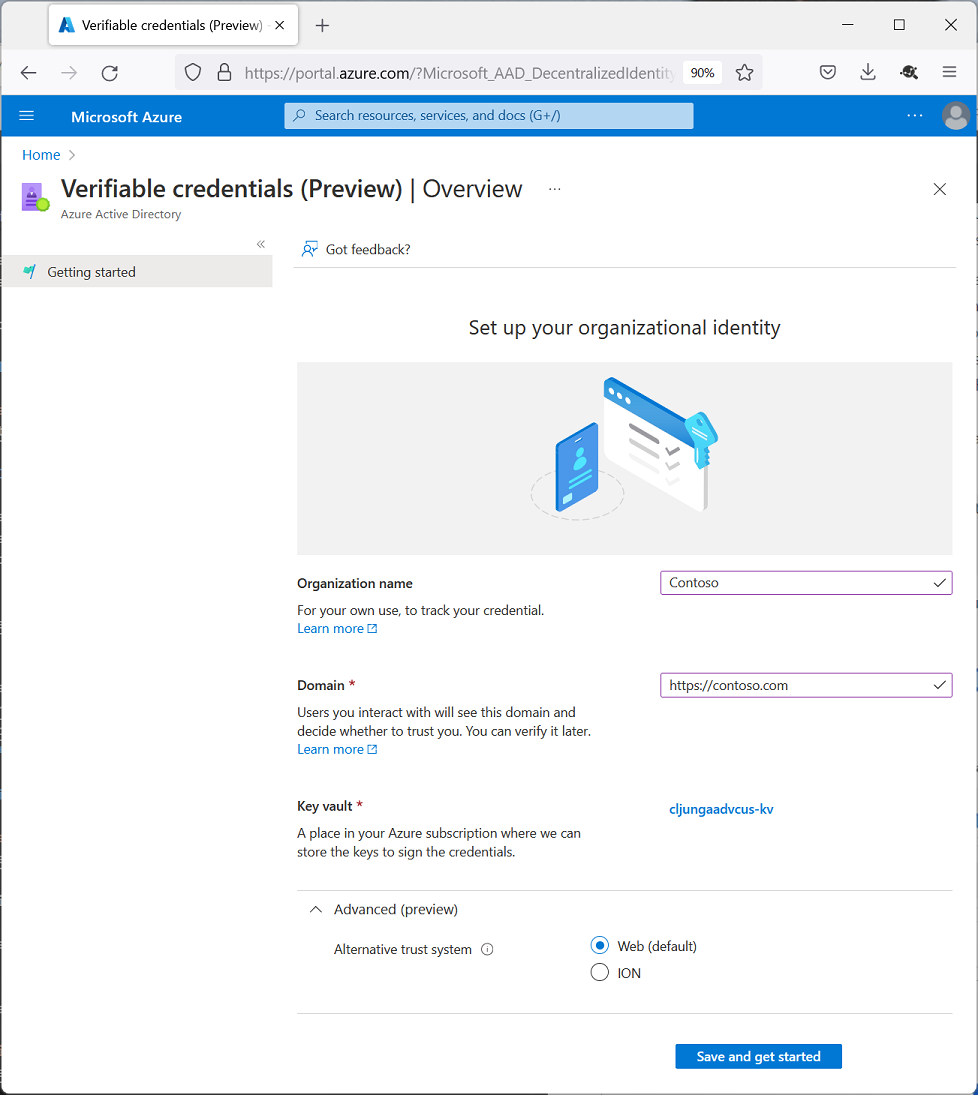 Verifiable credentials (Preview)
https://portal.azure.com/?Microsoft_AAD_DecentralizedIdentity
90%
Microsoft Azure
Search resources, services, and docs (G+/)
...
Home
Verifiable credentials (Preview) | Overview ...
Azure Active Directory
Getting started
Got feedback?
Set up your organizational identity
Organization name
Contoso
For your own use, to track your credential.
Learn more
Domain *
https://contoso.com
Users you interact with will see this domain and
decide whether to trust you. You can verify it later.
Learn more
Key vault *
cljungaadvcus-kv
A place in your Azure subscription where we can
store the keys to sign the credentials.
Advanced (preview)
Alternative trust system
Web (default)
ION
Save and get started